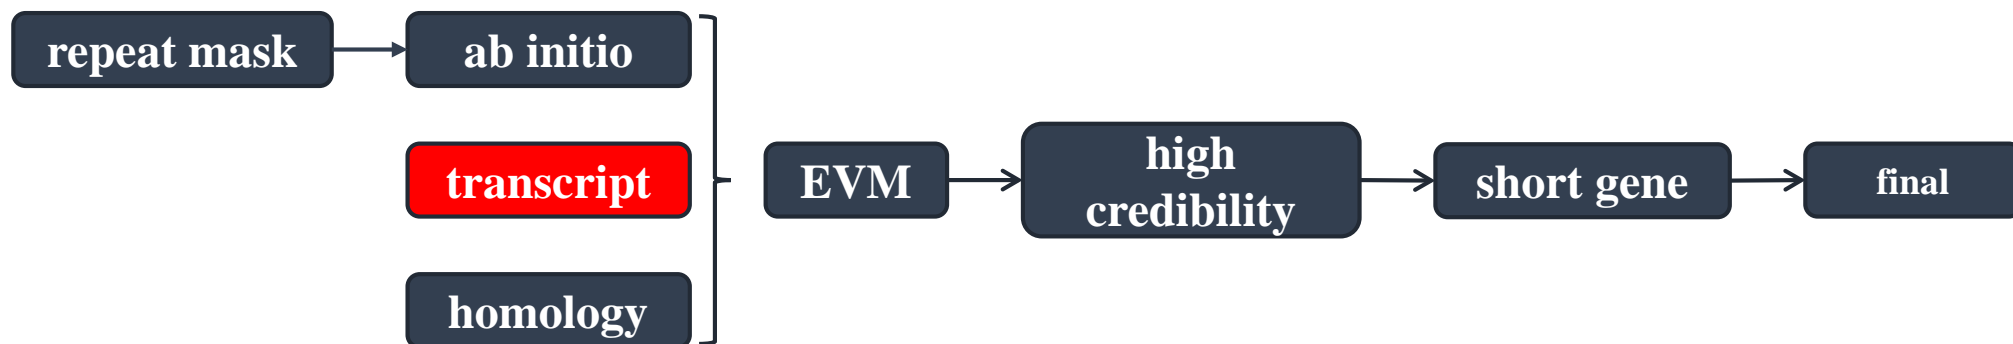 repeat mask
ab initio
transcript
homology
EVM
high
credibility
short gene
final